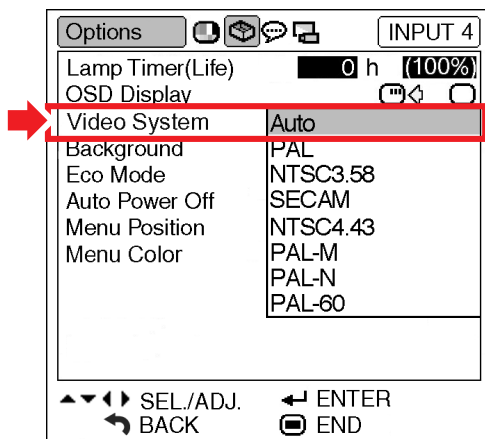 Options INPUT 4
Lamp Timer(Life) 0 h (100%)
OSD Display
Video System Auto
Background PAL
Eco Mode NTSC3.58
Auto Power Off SECAM
Menu Position NTSC4.43
Menu Color PAL-M
PAL-N
PAL-60
SEL./ADJ. ENTER
BACK END